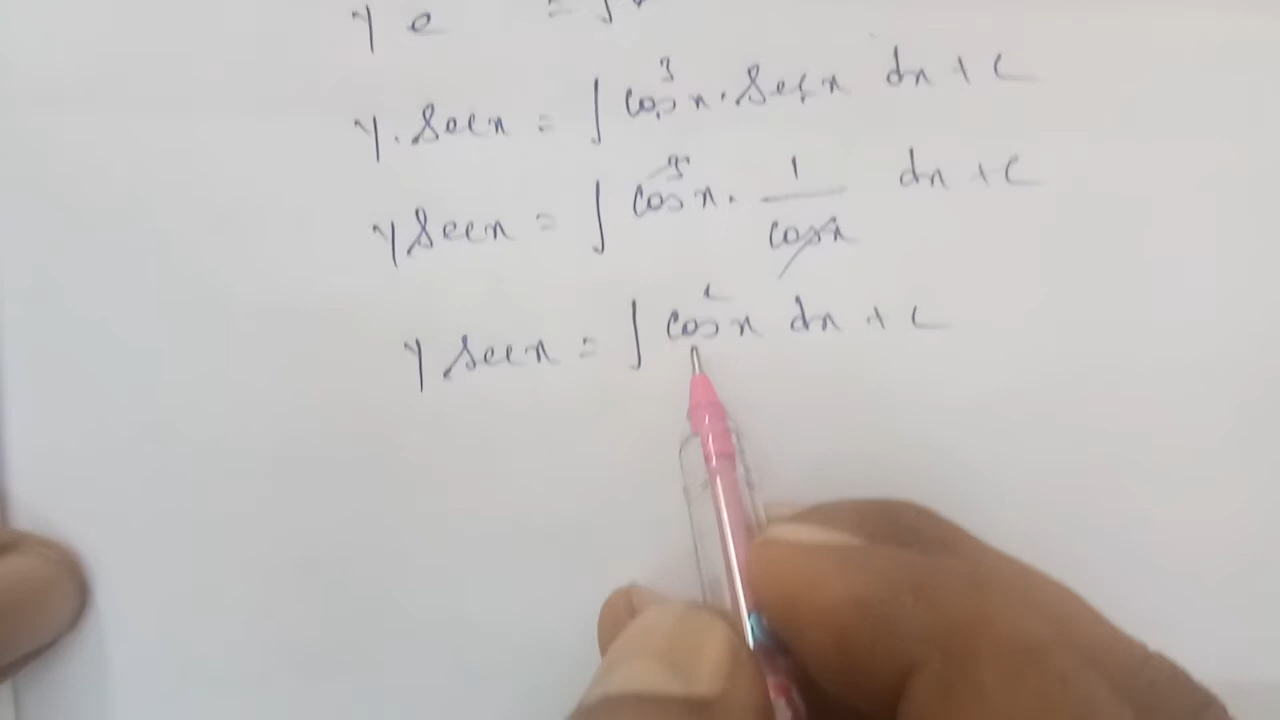 y e = ∫
y. Secx = ∫ cos³x. Secx dx + c
y Secx = ∫ cos³x. 1/cosx dx + c
y Secx = ∫ cos²x dx + c